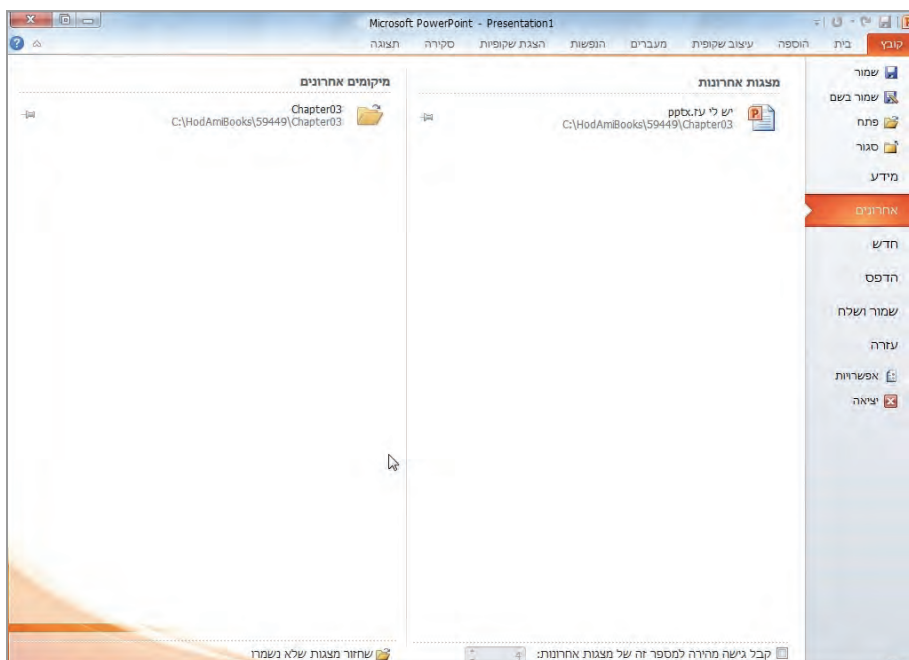 Microsoft PowerPoint - Presentation1
קובץ
בית
הוספה
עיצוב שקופית
מעברים
הנפשות
הצגת שקופיות
סקירה
תצוגה
שמור
שמור בשם
פתח
סגור
מידע
אחרונים
חדש
הדפס
שמור ושלח
עזרה
אפשרויות
יציאה
מצגות אחרונות
יש לי עז.pptx
C:\HodAmiBooks\59449\Chapter03
קבל גישה מהירה למספר זה של מצגות אחרונות: 4
מיקומים אחרונים
Chapter03
C:\HodAmiBooks\59449\Chapter03
שחזור מצגות שלא נשמרו